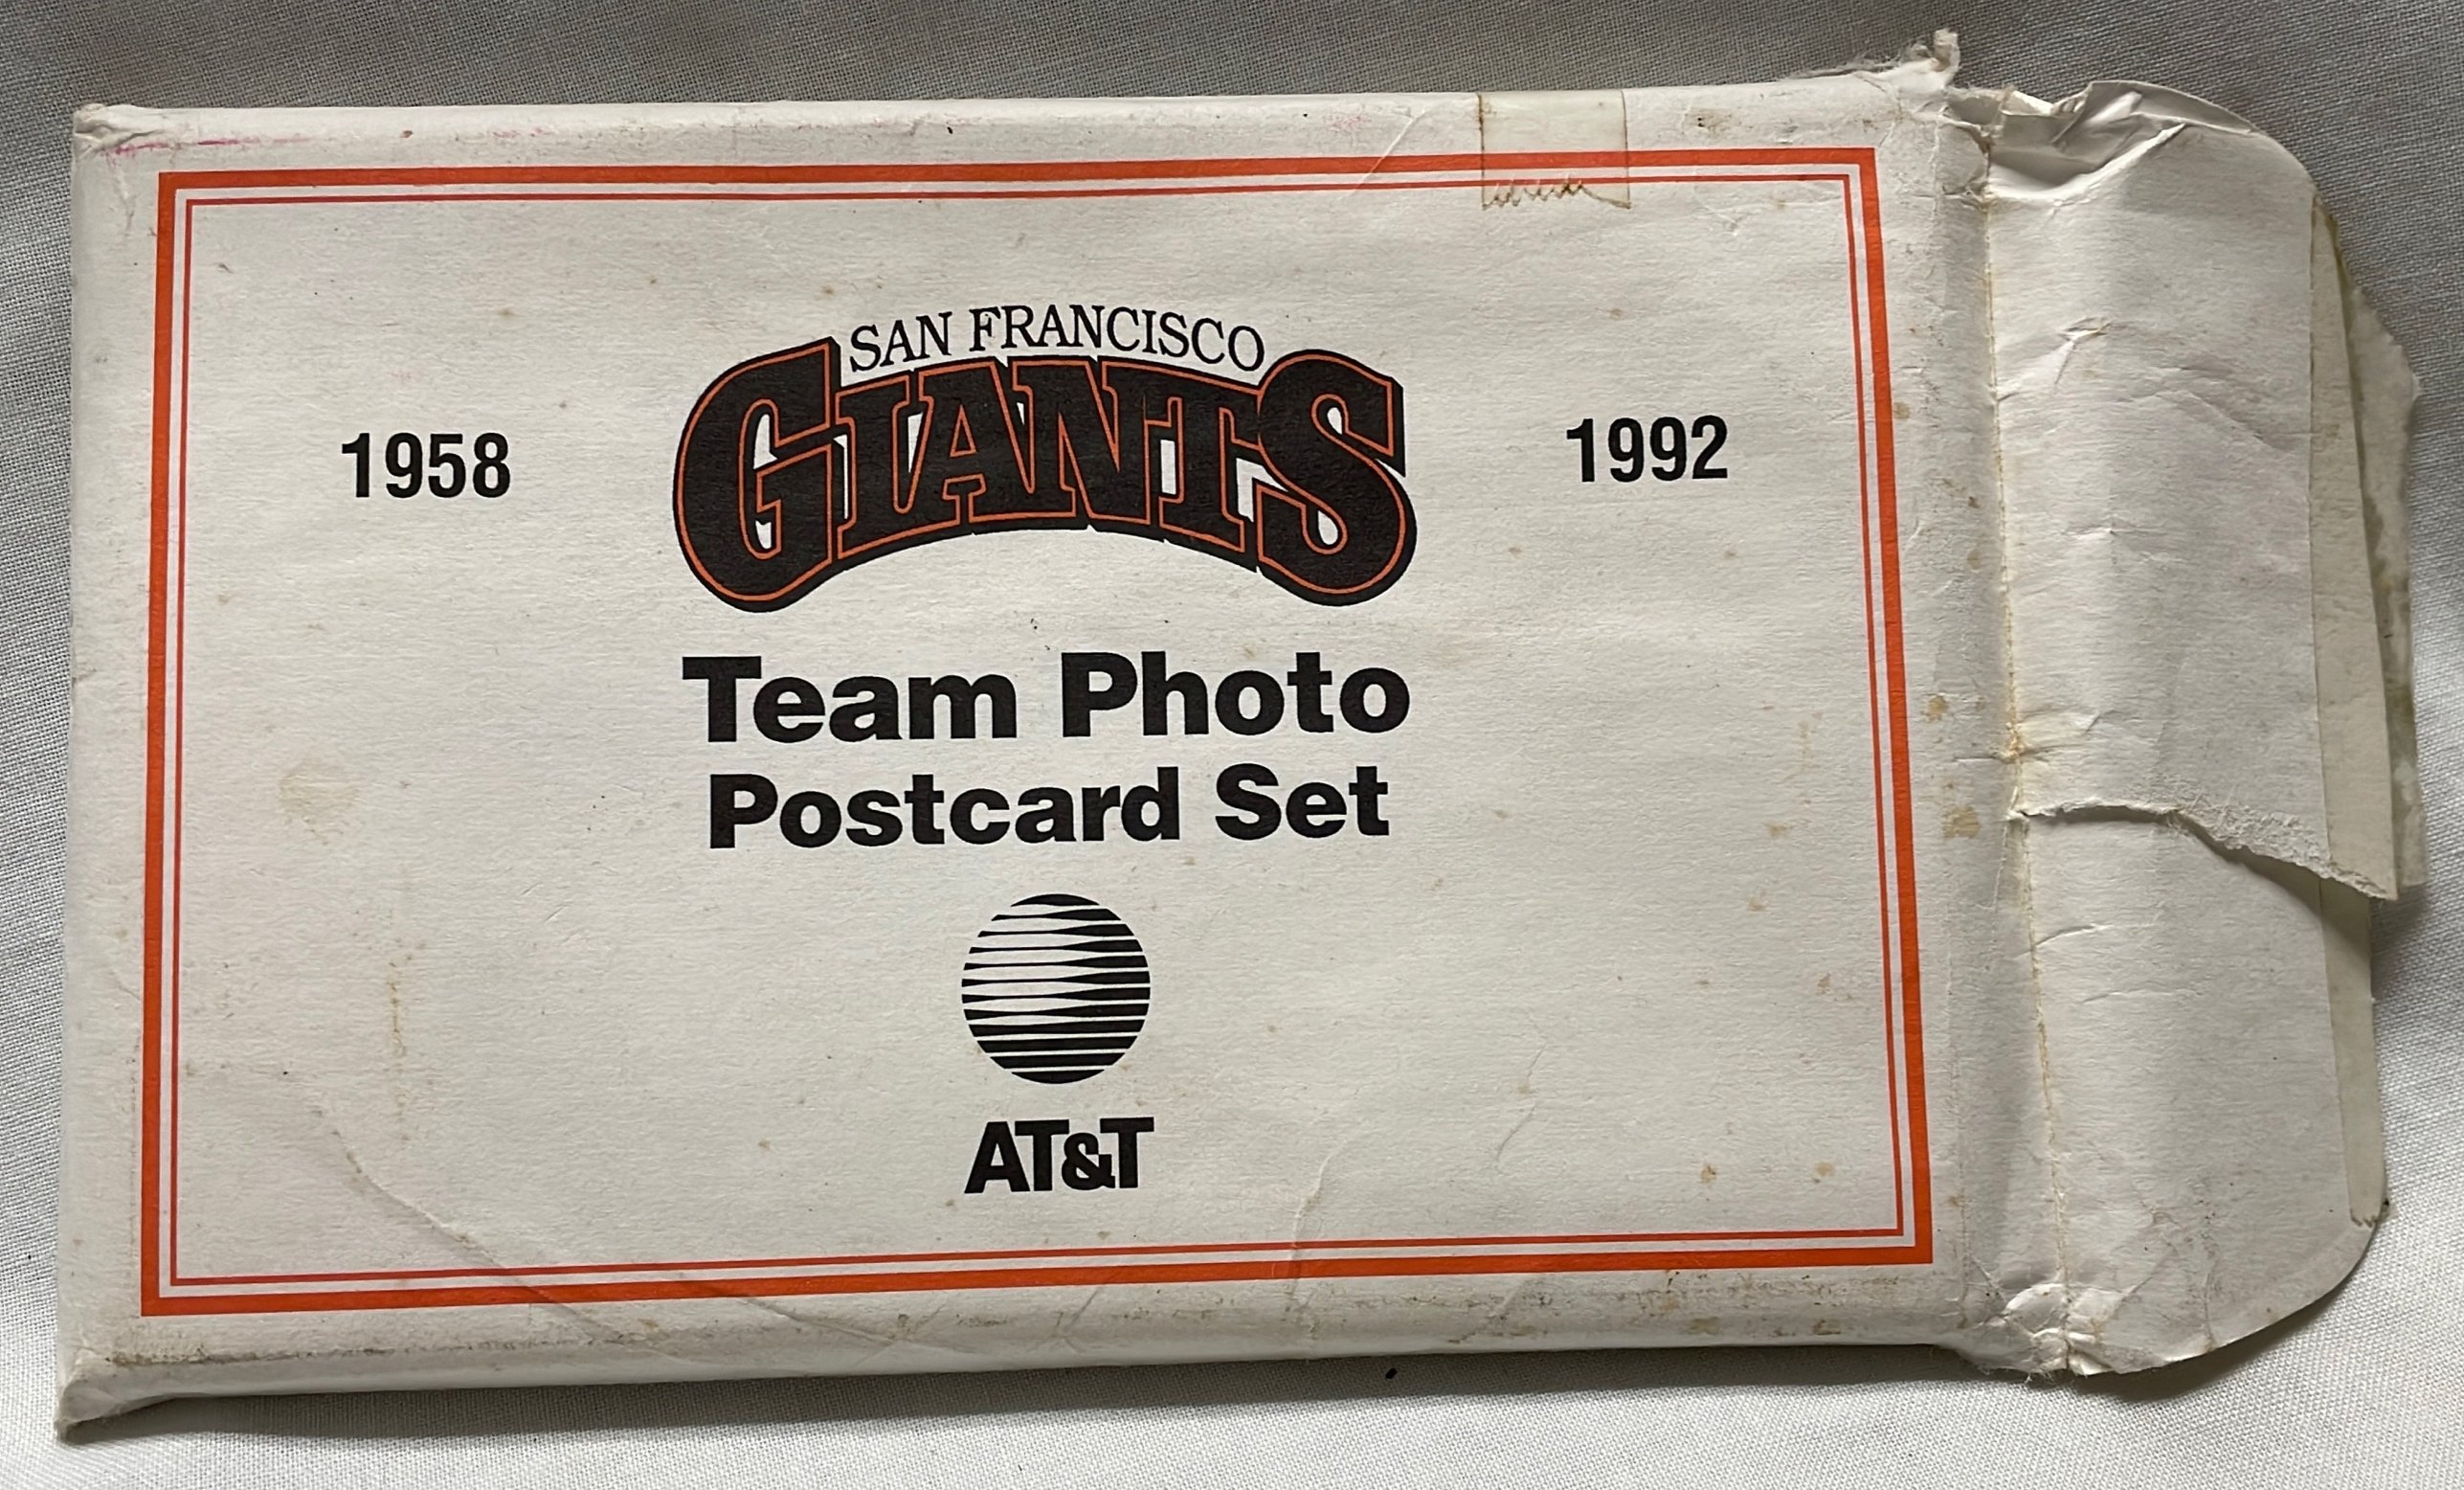 SAN FRANCISCO
GIANTS
1958
1992
Team Photo
Postcard Set
AT&T